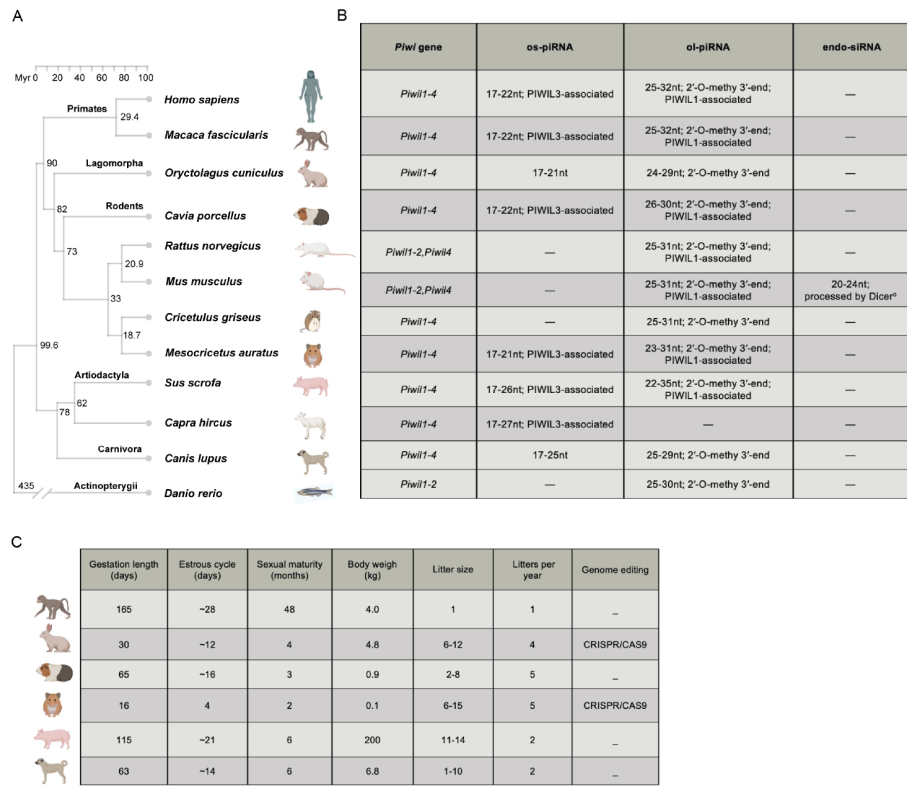 A
Myr 0 20 40 60 80 100
Primates
Homo sapiens
29.4
Macaca fascicularis
90
Lagomorpha
Oryctolagus cuniculus
82
Rodents
Cavia porcellus
73
Rattus norvegicus
20.9
Mus musculus
33
Cricetulus griseus
18.7
Mesocricetus auratus
99.6
Artiodactyla
Sus scrofa
62
78
Capra hircus
Carnivora
Canis lupus
435
Actinopterygii
Danio rerio
B
Piwi gene os-piRNA ol-piRNA endo-siRNA
Piwil1-4 17-22nt; PIWIL3-associated 25-32nt; 2'-O-methy 3'-end; PIWIL1-associated —
Piwil1-4 17-22nt; PIWIL3-associated 25-32nt; 2'-O-methy 3'-end; PIWIL1-associated —
Piwil1-4 17-21nt 24-29nt; 2'-O-methy 3'-end —
Piwil1-4 17-22nt; PIWIL3-associated 26-30nt; 2'-O-methy 3'-end; PIWIL1-associated —
Piwil1-2,Piwil4 — 25-31nt; 2'-O-methy 3'-end; PIWIL1-associated —
Piwil1-2,Piwil4 — 25-31nt; 2'-O-methy 3'-end; PIWIL1-associated 20-24nt; processed by Dicerᵒ
Piwil1-4 — 25-31nt; 2'-O-methy 3'-end —
Piwil1-4 17-21nt; PIWIL3-associated 23-31nt; 2'-O-methy 3'-end; PIWIL1-associated —
Piwil1-4 17-26nt; PIWIL3-associated 22-35nt; 2'-O-methy 3'-end; PIWIL1-associated —
Piwil1-4 17-27nt; PIWIL3-associated — —
Piwil1-4 17-25nt 25-29nt; 2'-O-methy 3'-end —
Piwil1-2 — 25-30nt; 2'-O-methy 3'-end —
C
Gestation length (days) Estrous cycle (days) Sexual maturity (months) Body weigh (kg) Litter size Litters per year Genome editing
165 ~28 48 4.0 1 1 _
30 ~12 4 4.8 6-12 4 CRISPR/CAS9
65 ~16 3 0.9 2-8 5 _
16 4 2 0.1 6-15 5 CRISPR/CAS9
115 ~21 6 200 11-14 2 _
63 ~14 6 6.8 1-10 2 _